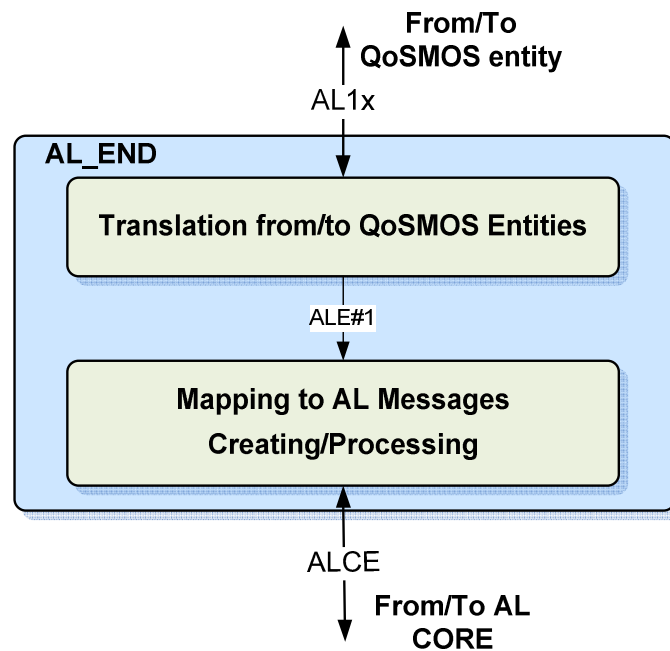 From/To
QoSMOS entity
AL1x
AL_END
Translation from/to QoSMOS Entities
ALE#1
Mapping to AL Messages
Creating/Processing
ALCE
From/To AL
CORE